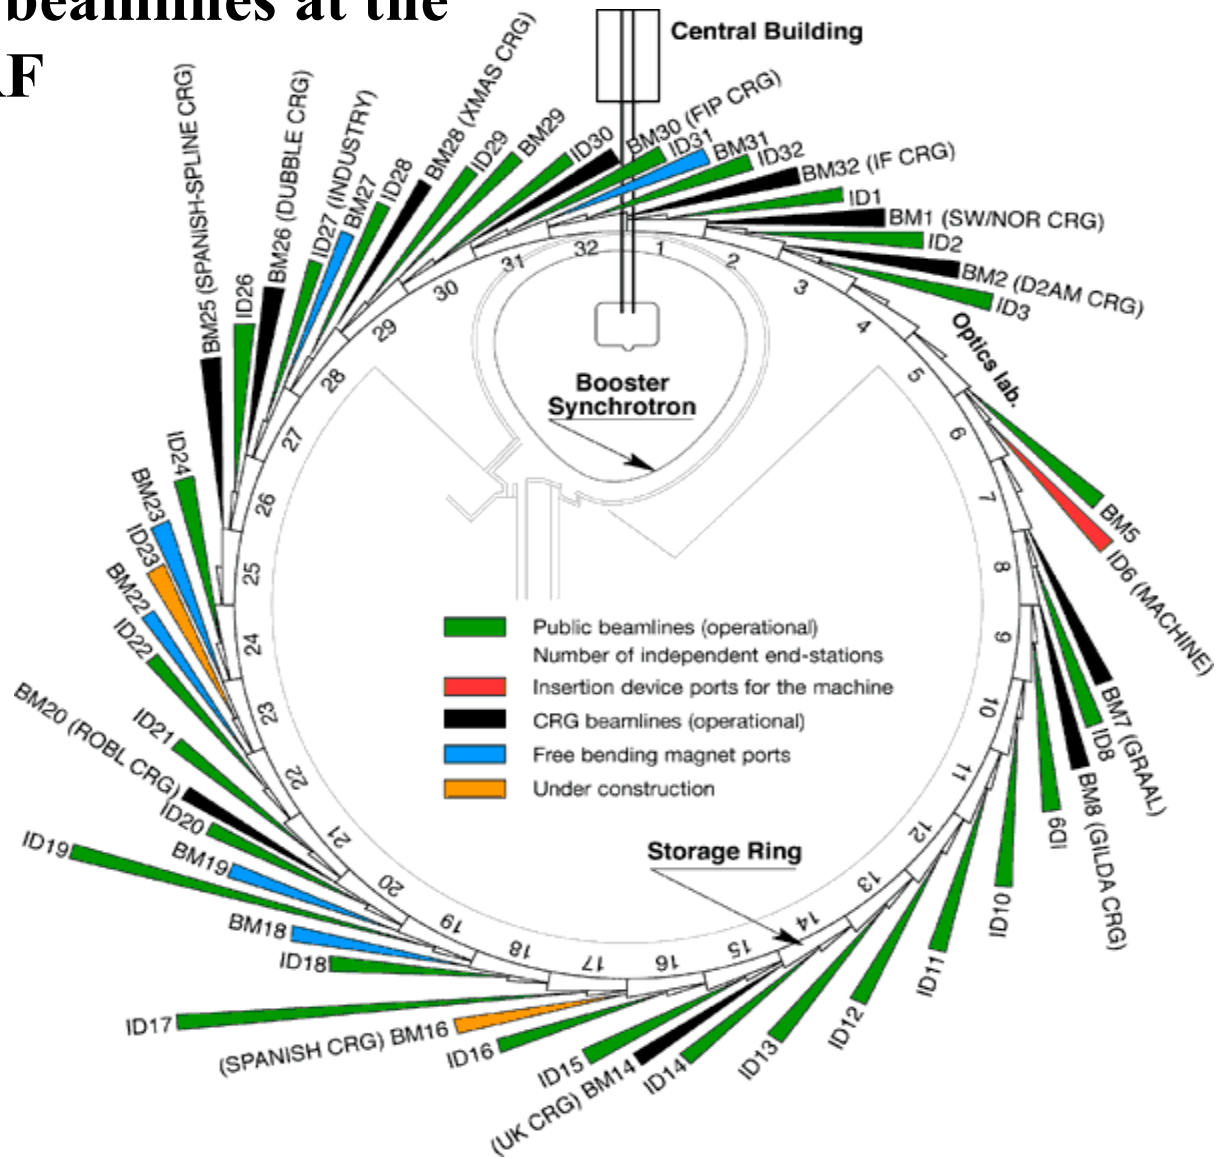 beamlines at the
RF
Central Building
BM25 (SPANISH-SPLINE CRG)
ID26
BM26 (DUBBLE CRG)
ID27 (INDUSTRY)
BM27
ID28
BM28 (XMAS CRG)
ID29
BM29
ID30
BM30 (FIP CRG)
ID31
BM31
ID32
BM32 (IF CRG)
ID1
BM1 (SW/NOR CRG)
ID2
BM2 (D2AM CRG)
ID3
Optics lab.
BM5
ID6 (MACHINE)
BM7 (GRAAL)
ID8
BM8 (GILDA CRG)
ID9
ID10
ID11
ID12
ID13
ID14
(UK CRG) BM14
ID15
ID16
(SPANISH CRG) BM16
ID17
ID18
BM18
BM19
ID19
ID20
BM20 (ROBL CRG)
ID21
ID22
BM22
ID23
BM23
ID24
1
2
3
4
5
6
7
8
9
10
11
12
13
14
15
16
17
18
19
20
21
22
23
24
25
26
27
28
29
30
31
32
Booster
Synchrotron
Public beamlines (operational)
Number of independent end-stations
Insertion device ports for the machine
CRG beamlines (operational)
Free bending magnet ports
Under construction
Storage Ring